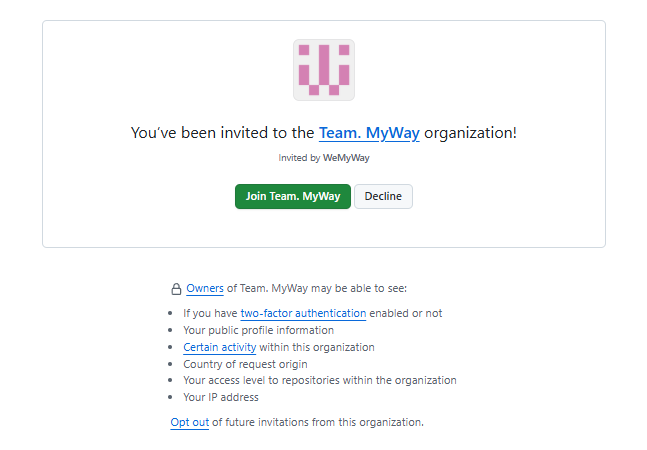 You’ve been invited to the Team. MyWay organization!
Invited by WeMyWay
Join Team. MyWay Decline
Owners of Team. MyWay may be able to see:
If you have two-factor authentication enabled or not
Your public profile information
Certain activity within this organization
Country of request origin
Your access level to repositories within the organization
Your IP address
Opt out of future invitations from this organization.